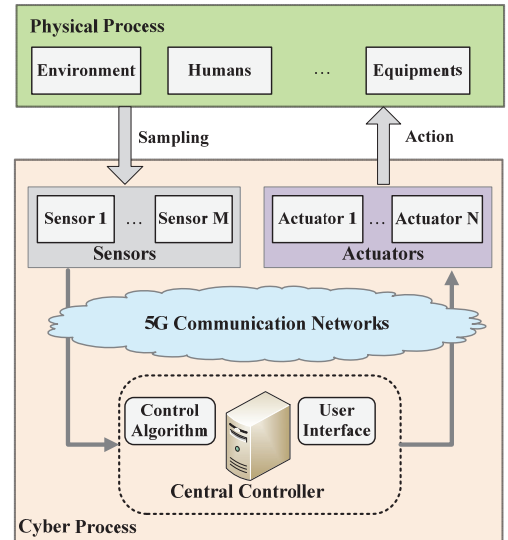 Physical Process
Environment
Humans
...
Equipments
Sampling
Action
Sensor 1
...
Sensor M
Sensors
Actuator 1
...
Actuator N
Actuators
5G Communication Networks
Control
Algorithm
User
Interface
Central Controller
Cyber Process